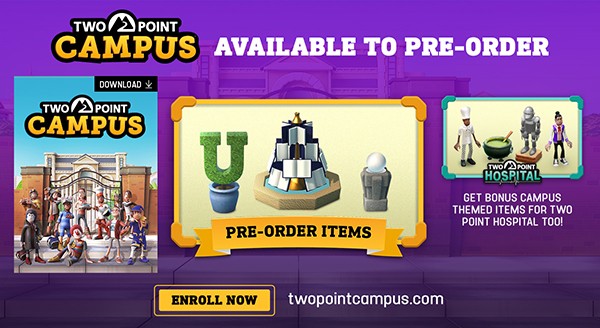 TWO POINT
CAMPUS
AVAILABLE TO PRE-ORDER
DOWNLOAD
TWO POINT
CAMPUS
U
PRE-ORDER ITEMS
TWO POINT
HOSPITAL
GET BONUS CAMPUS
THEMED ITEMS FOR TWO
POINT HOSPITAL TOO!
ENROLL NOW
twopointcampus.com